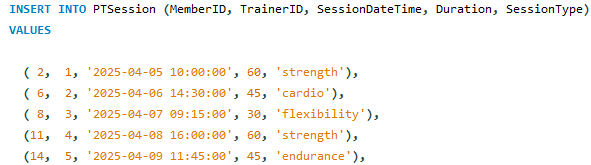 INSERT INTO PTSession (MemberID, TrainerID, SessionDateTime, Duration, SessionType)
VALUES
( 2, 1, '2025-04-05 10:00:00', 60, 'strength'),
( 6, 2, '2025-04-06 14:30:00', 45, 'cardio'),
( 8, 3, '2025-04-07 09:15:00', 30, 'flexibility'),
(11, 4, '2025-04-08 16:00:00', 60, 'strength'),
(14, 5, '2025-04-09 11:45:00', 45, 'endurance'),